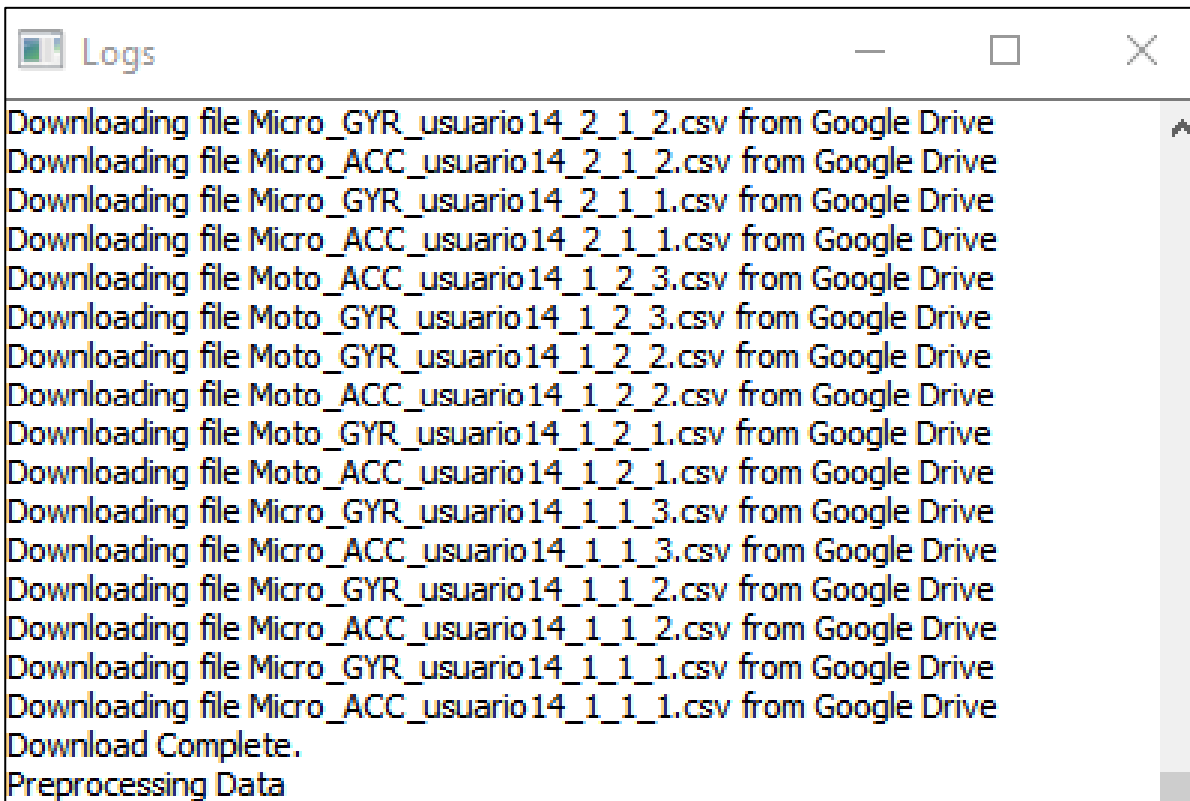 Logs
Downloading file Micro_GYR_usuario14_2_1_2.csv from Google Drive
Downloading file Micro_ACC_usuario14_2_1_2.csv from Google Drive
Downloading file Micro_GYR_usuario14_2_1_1.csv from Google Drive
Downloading file Micro_ACC_usuario14_2_1_1.csv from Google Drive
Downloading file Moto_ACC_usuario14_1_2_3.csv from Google Drive
Downloading file Moto_GYR_usuario14_1_2_3.csv from Google Drive
Downloading file Moto_GYR_usuario14_1_2_2.csv from Google Drive
Downloading file Moto_ACC_usuario14_1_2_2.csv from Google Drive
Downloading file Moto_GYR_usuario14_1_2_1.csv from Google Drive
Downloading file Moto_ACC_usuario14_1_2_1.csv from Google Drive
Downloading file Micro_GYR_usuario14_1_1_3.csv from Google Drive
Downloading file Micro_ACC_usuario14_1_1_3.csv from Google Drive
Downloading file Micro_GYR_usuario14_1_1_2.csv from Google Drive
Downloading file Micro_ACC_usuario14_1_1_2.csv from Google Drive
Downloading file Micro_GYR_usuario14_1_1_1.csv from Google Drive
Downloading file Micro_ACC_usuario14_1_1_1.csv from Google Drive
Download Complete.
Preprocessing Data